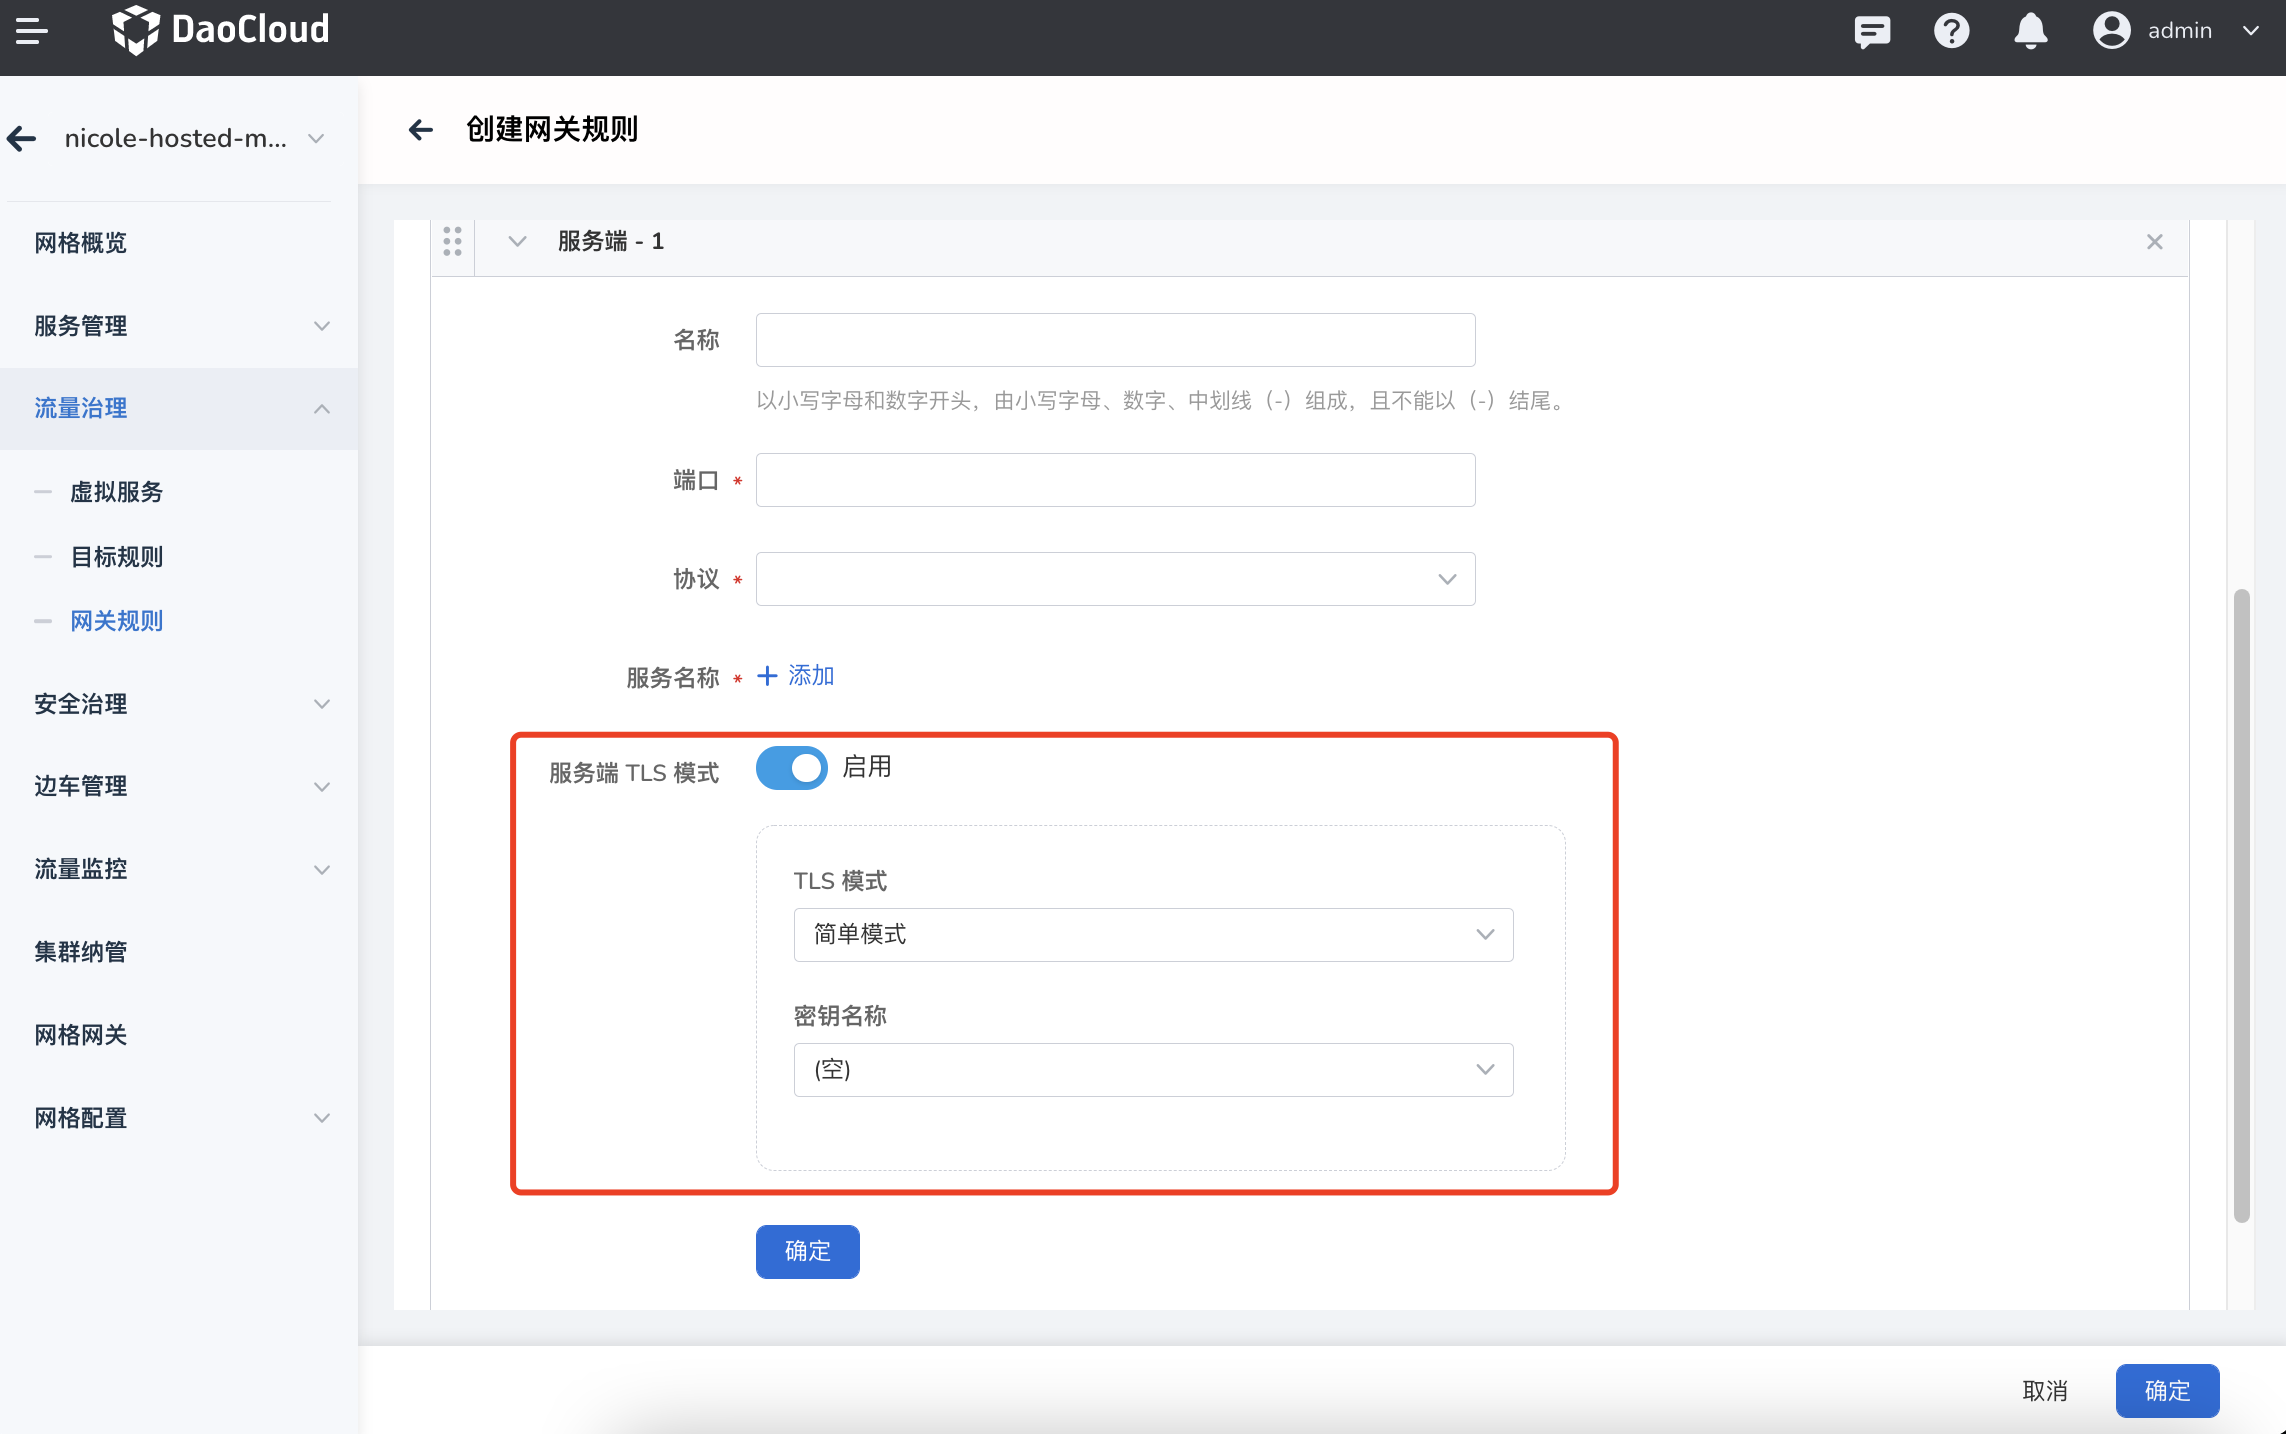 DaoCloud
admin
nicole-hosted-m...
网格概览
服务管理
流量治理
虚拟服务
目标规则
网关规则
安全治理
边车管理
流量监控
集群纳管
网格网关
网格配置
创建网关规则
服务端 - 1
名称
以小写字母和数字开头，由小写字母、数字、中划线（-）组成，且不能以（-）结尾。
端口 *
协议 *
服务名称 * + 添加
服务端 TLS 模式 启用
TLS 模式
简单模式
密钥名称
(空)
确定
取消 确定